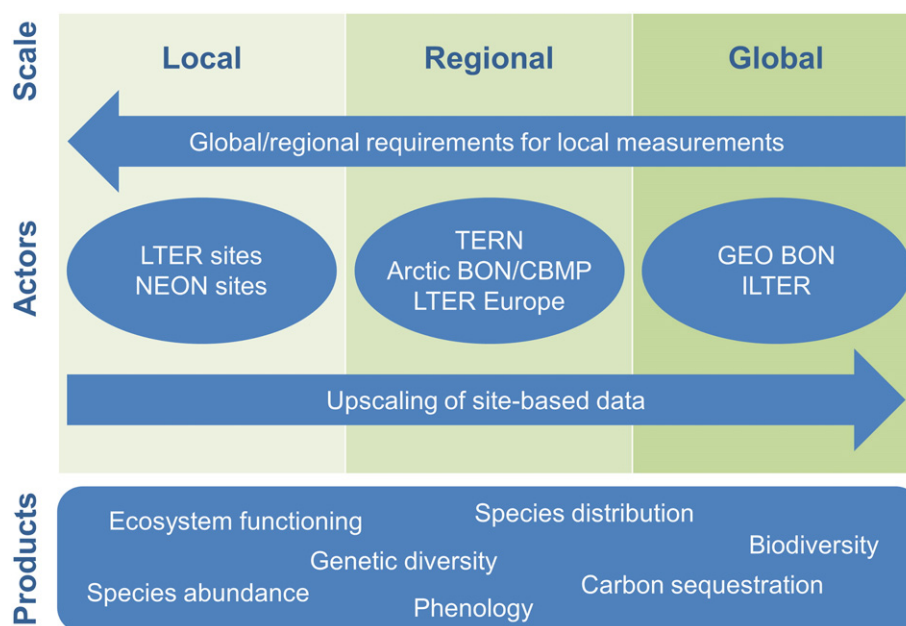 Scale
Local
Regional
Global
Global/regional requirements for local measurements
Actors
LTER sites
NEON sites
TERN
Arctic BON/CBMP
LTER Europe
GEO BON
ILTER
Upscaling of site-based data
Products
Ecosystem functioning
Species distribution
Biodiversity
Genetic diversity
Carbon sequestration
Species abundance
Phenology